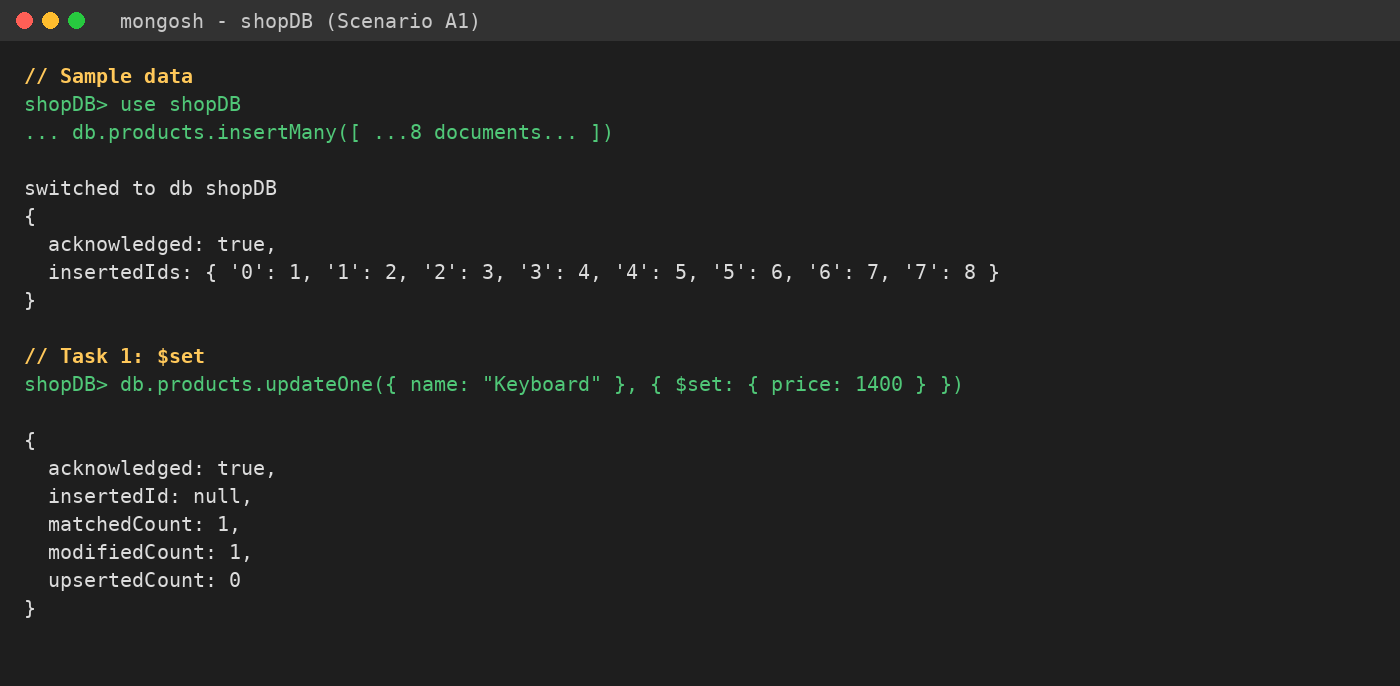 mongosh - shopDB (Scenario A1)
// Sample data
shopDB> use shopDB
... db.products.insertMany([ ...8 documents... ])
switched to db shopDB
{
  acknowledged: true,
  insertedIds: { '0': 1, '1': 2, '2': 3, '3': 4, '4': 5, '5': 6, '6': 7, '7': 8 }
}
// Task 1: $set
shopDB> db.products.updateOne({ name: "Keyboard" }, { $set: { price: 1400 } })
{
  acknowledged: true,
  insertedId: null,
  matchedCount: 1,
  modifiedCount: 1,
  upsertedCount: 0
}